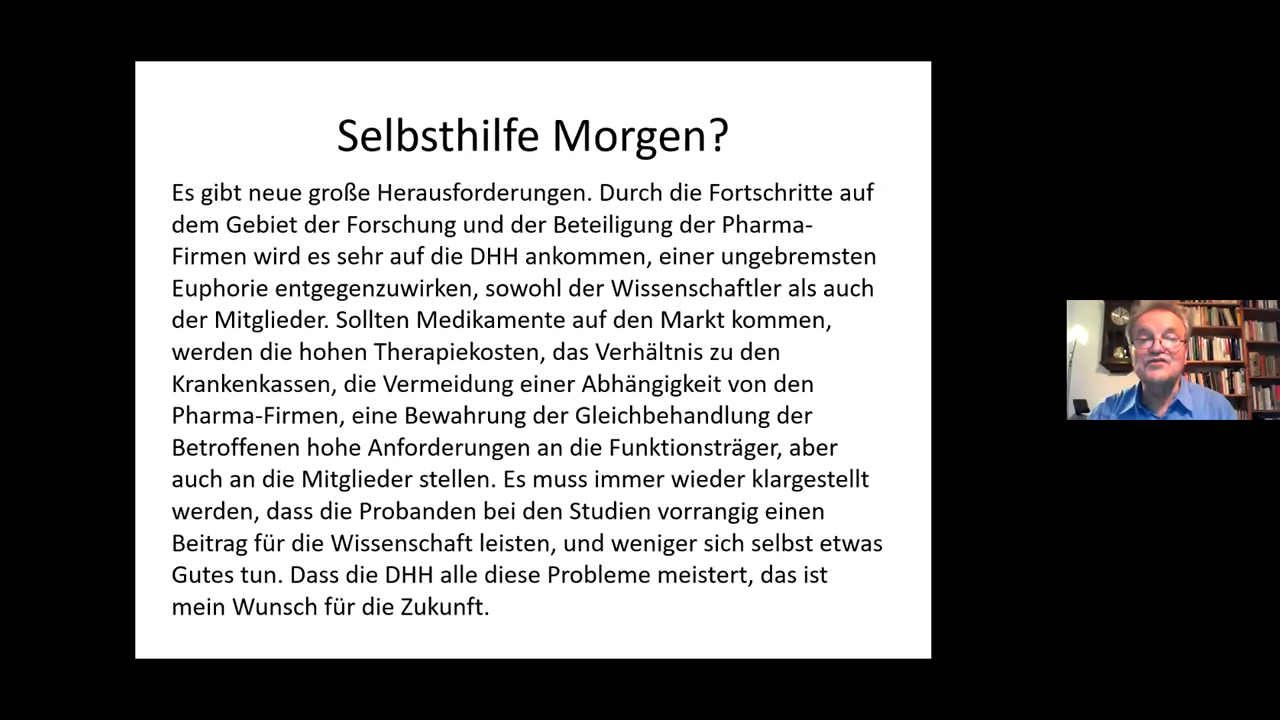 Selbsthilfe Morgen?
Es gibt neue große Herausforderungen. Durch die Fortschritte auf
dem Gebiet der Forschung und der Beteiligung der Pharma-
Firmen wird es sehr auf die DHH ankommen, einer ungebremsten
Euphorie entgegenzuwirken, sowohl der Wissenschaftler als auch
der Mitglieder. Sollten Medikamente auf den Markt kommen,
werden die hohen Therapiekosten, das Verhältnis zu den
Krankenkassen, die Vermeidung einer Abhängigkeit von den
Pharma-Firmen, eine Bewahrung der Gleichbehandlung der
Betroffenen hohe Anforderungen an die Funktionsträger, aber
auch an die Mitglieder stellen. Es muss immer wieder klargestellt
werden, dass die Probanden bei den Studien vorrangig einen
Beitrag für die Wissenschaft leisten, und weniger sich selbst etwas
Gutes tun. Dass die DHH alle diese Probleme meistert, das ist
mein Wunsch für die Zukunft.